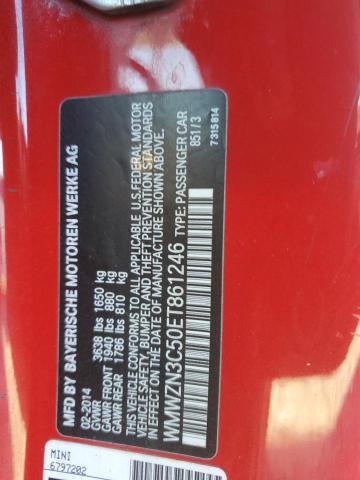 MFD BY BAYERISCHE MOTOREN WERKE AG
02-2014
GVWR 3638 lbs 1650 kg
GAWR FRONT 1940 lbs 880 kg
GAWR REAR 1786 lbs 810 kg
THIS VEHICLE CONFORMS TO ALL APPLICABLE U.S.FEDERAL MOTOR
VEHICLE SAFETY, BUMPER AND THEFT PREVENTION STANDARDS
IN EFFECT ON THE DATE OF MANUFACTURE SHOWN ABOVE.
WMWZN3C50ET861246 TYPE: PASSENGER CAR
851/3
7315814
MINI
6797202